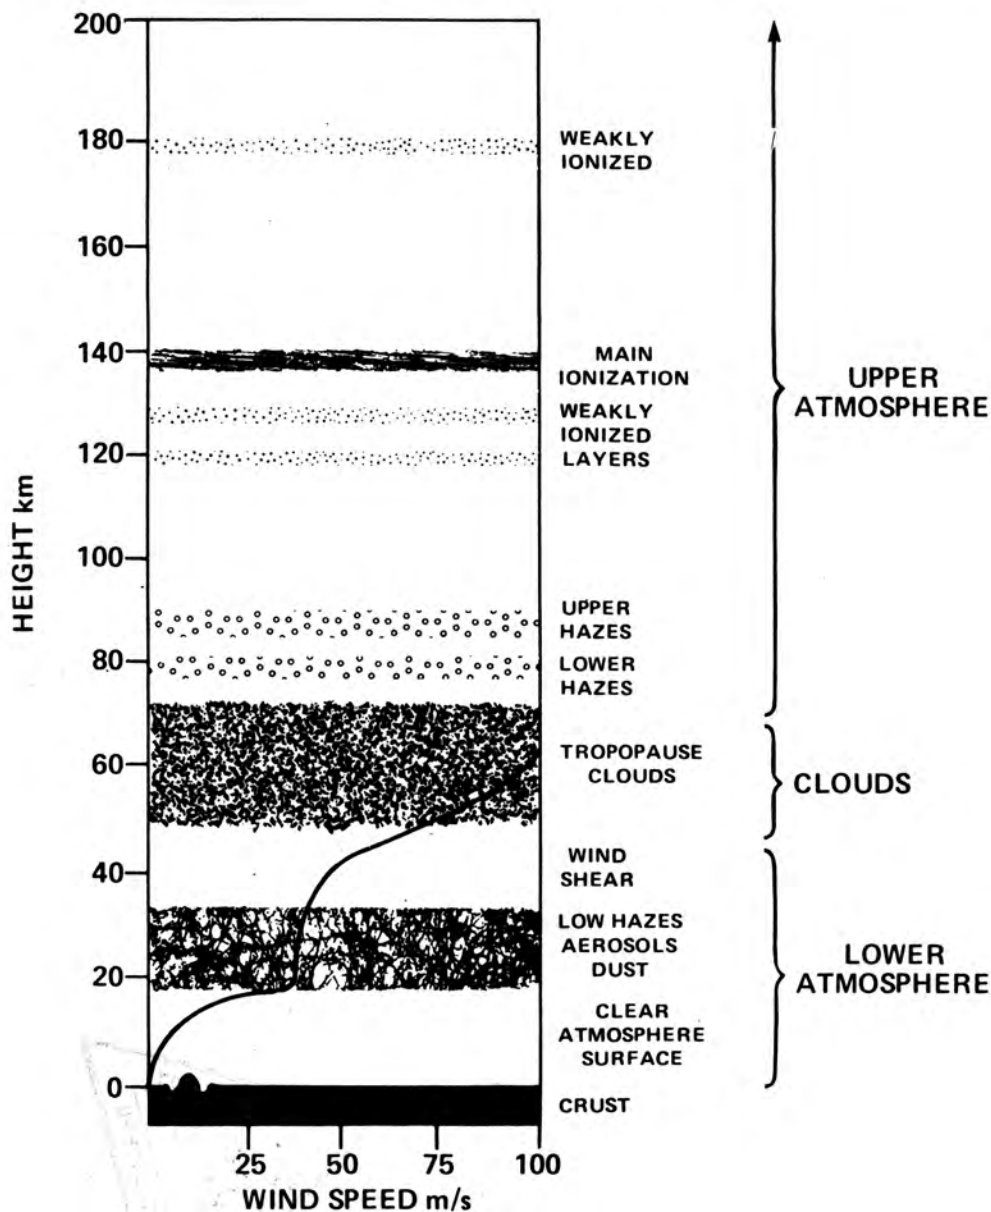 200
180
160
140
120
100
80
60
40
20
0
HEIGHT km
WEAKLY
IONIZED
MAIN
IONIZATION
WEAKLY
IONIZED
LAYERS
UPPER
HAZES
LOWER
HAZES
TROPOPAUSE
CLOUDS
WIND
SHEAR
LOW HAZES
AEROSOLS
DUST
CLEAR
ATMOSPHERE
SURFACE
CRUST
UPPER
ATMOSPHERE
CLOUDS
LOWER
ATMOSPHERE
25 50 75 100
WIND SPEED m/s